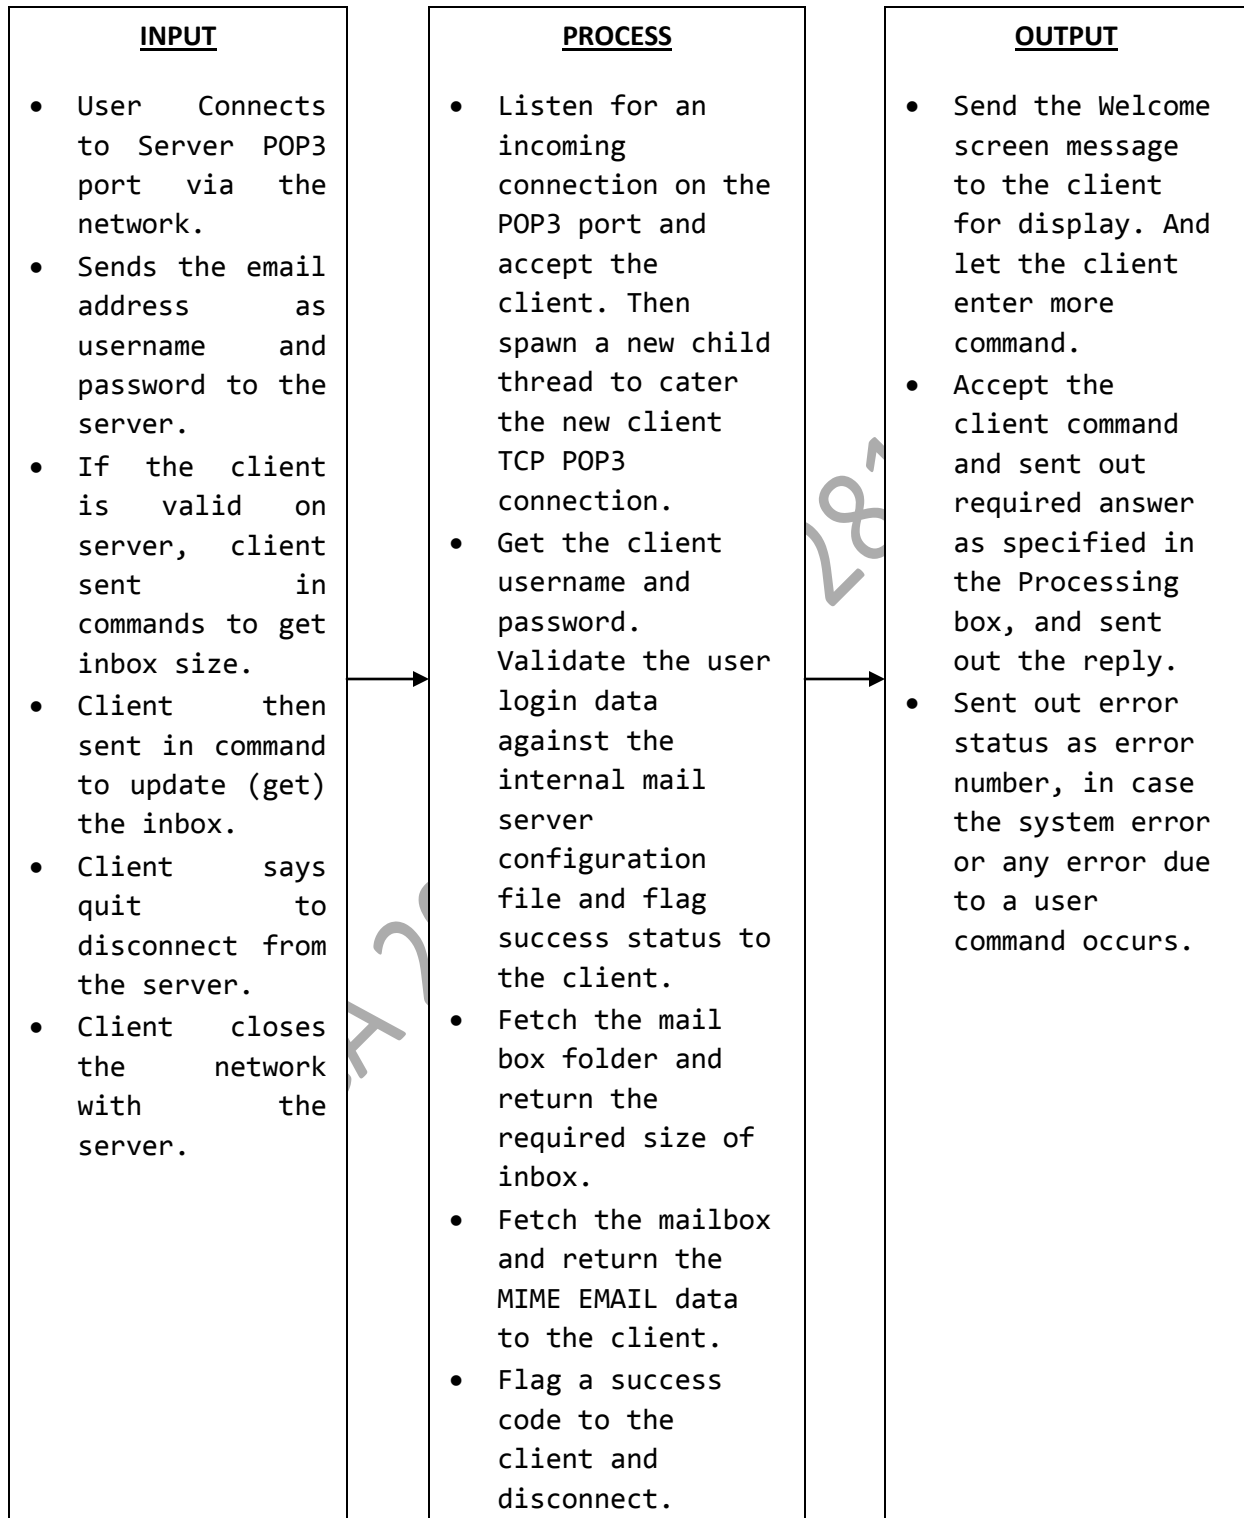 INPUT
• User Connects
to Server POP3
port via the
network.
• Sends the email
address as
username and
password to the
server.
• If the client
is valid on
server, client
sent in
commands to get
inbox size.
• Client then
sent in command
to update (get)
the inbox.
• Client says
quit to
disconnect from
the server.
• Client closes
the network
with the
server.
PROCESS
• Listen for an
incoming
connection on the
POP3 port and
accept the
client. Then
spawn a new child
thread to cater
the new client
TCP POP3
connection.
• Get the client
username and
password.
Validate the user
login data
against the
internal mail
server
configuration
file and flag
success status to
the client.
• Fetch the mail
box folder and
return the
required size of
inbox.
• Fetch the mailbox
and return the
MIME EMAIL data
to the client.
• Flag a success
code to the
client and
disconnect.
OUTPUT
• Send the Welcome
screen message
to the client
for display. And
let the client
enter more
command.
• Accept the
client command
and sent out
required answer
as specified in
the Processing
box, and sent
out the reply.
• Sent out error
status as error
number, in case
the system error
or any error due
to a user
command occurs.